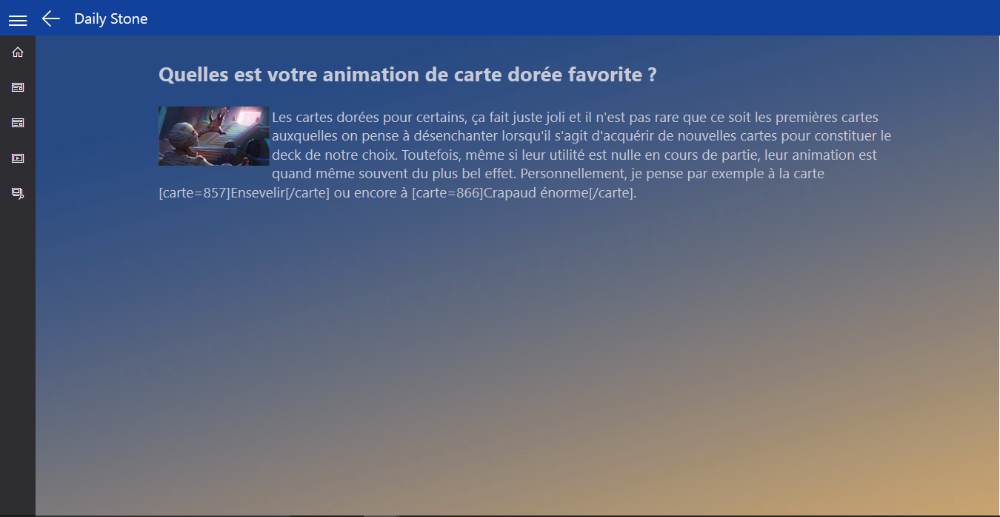 Daily Stone
Quelles est votre animation de carte dorée favorite ?
Les cartes dorées pour certains, ça fait juste joli et il n'est pas rare que ce soit les premières cartes
auxquelles on pense à désenchanter lorsqu'il s'agit d'acquérir de nouvelles cartes pour constituer le
deck de notre choix. Toutefois, même si leur utilité est nulle en cours de partie, leur animation est
quand même souvent du plus bel effet. Personnellement, je pense par exemple à la carte
[carte=857]Ensevelir[/carte] ou encore à [carte=866]Crapaud énorme[/carte].